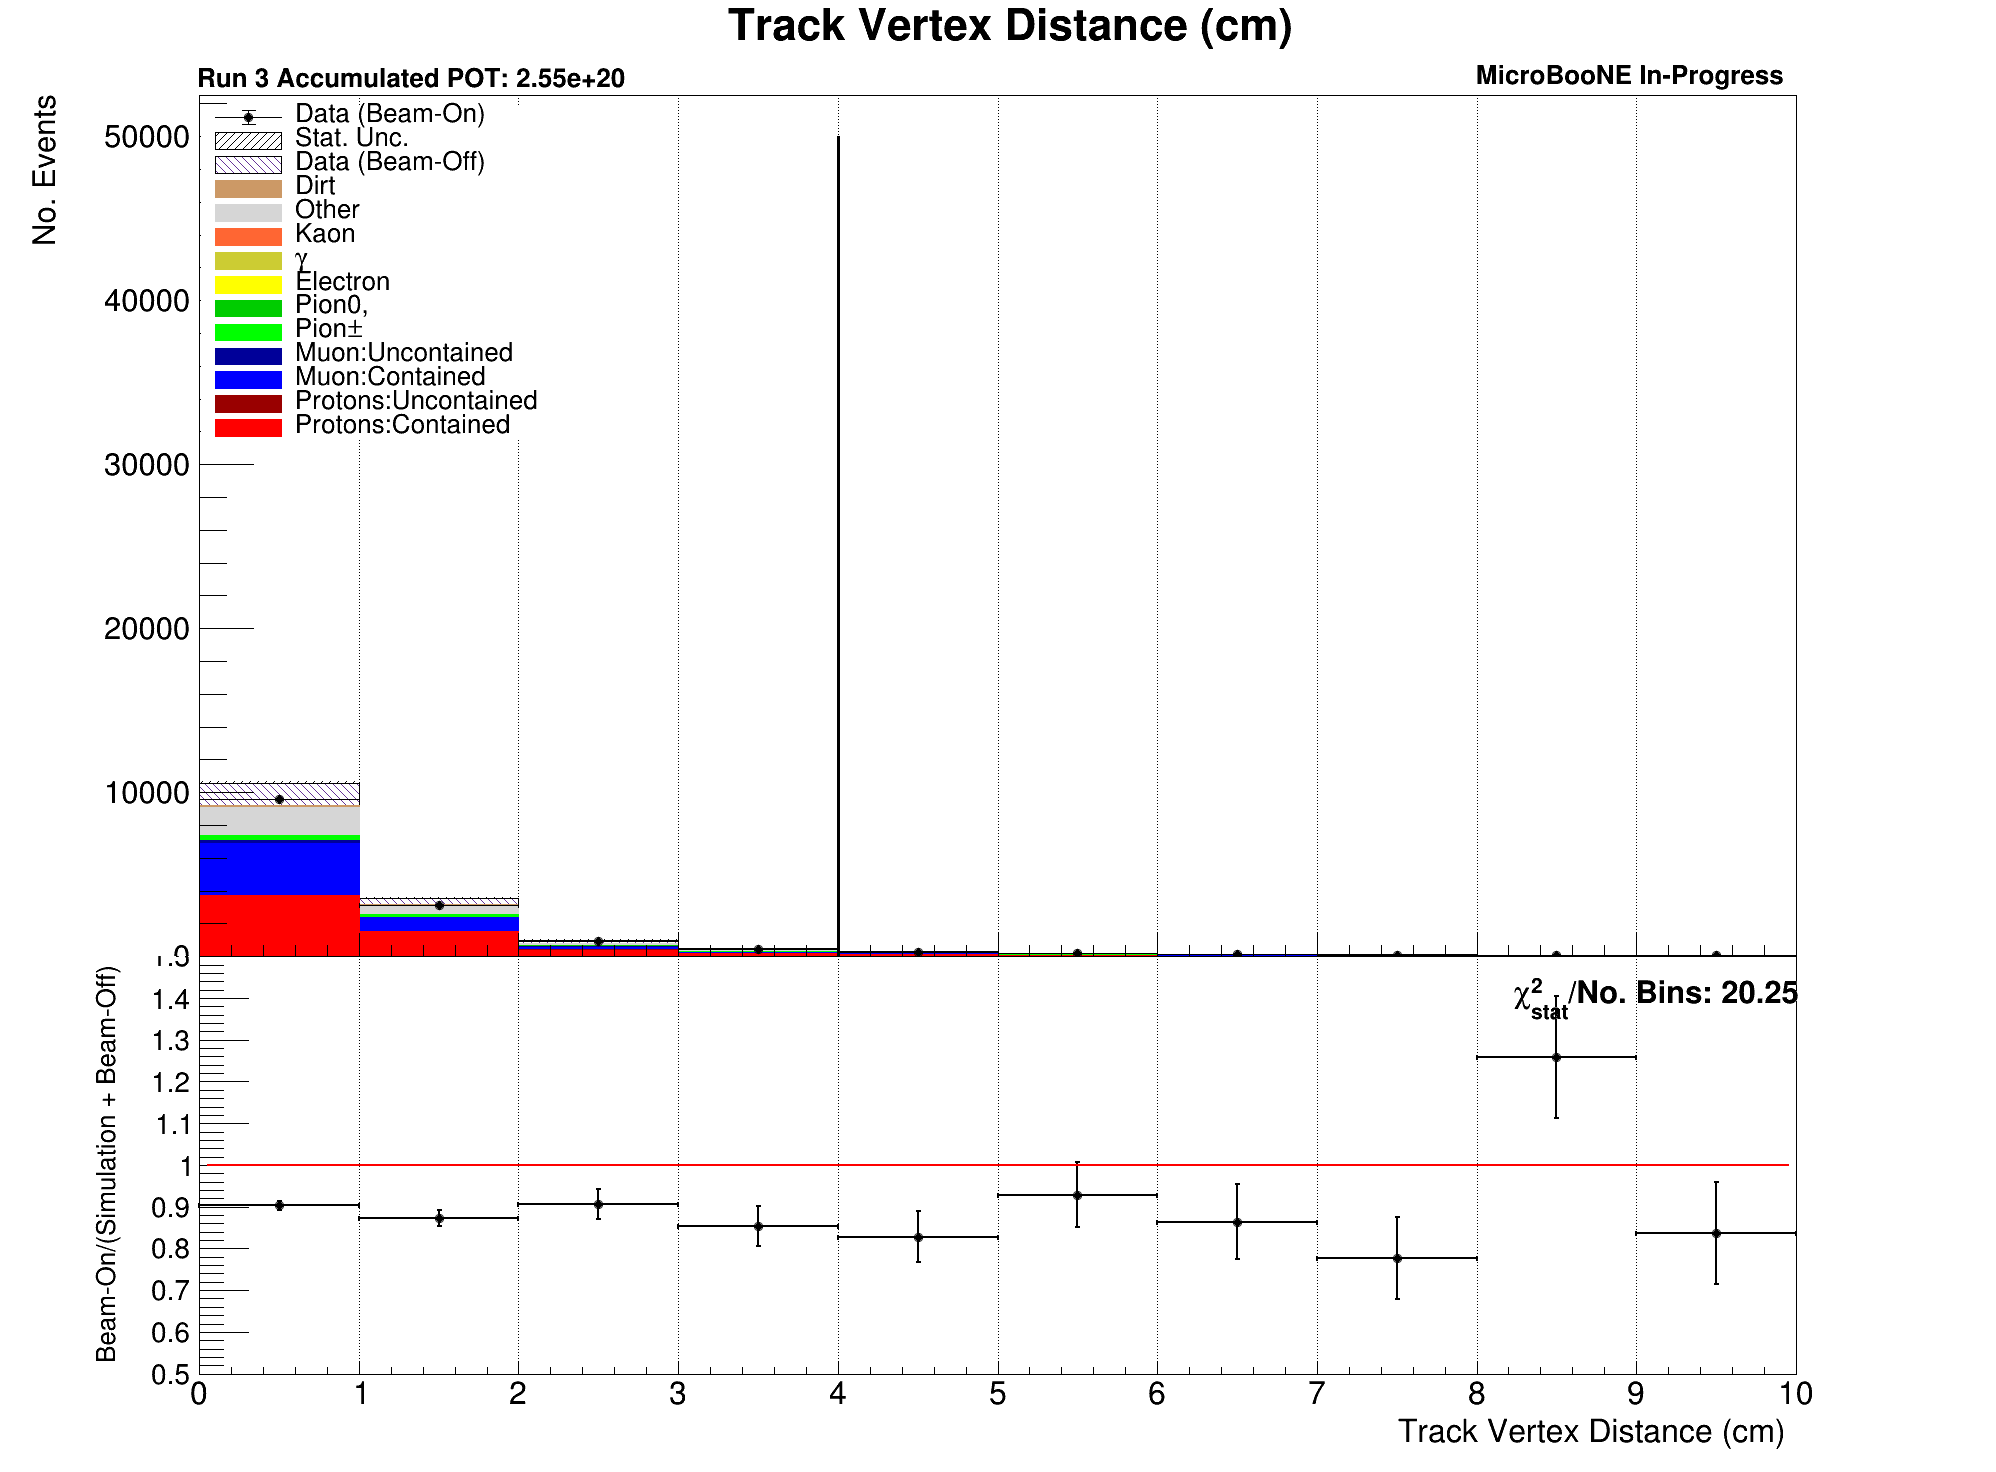 Track Vertex Distance (cm)
Run 3 Accumulated POT: 2.55e+20
MicroBooNE In-Progress
No. Events
50000
40000
30000
20000
10000
0
Data (Beam-On)
Stat. Unc.
Data (Beam-Off)
Dirt
Other
Kaon
γ
Electron
Pion0,
Pion±
Muon:Uncontained
Muon:Contained
Protons:Uncontained
Protons:Contained
χ²stat/No. Bins: 20.25
Beam-On/(Simulation + Beam-Off)
1.5
1.4
1.3
1.2
1.1
1
0.9
0.8
0.7
0.6
0.5
0 1 2 3 4 5 6 7 8 9 10
Track Vertex Distance (cm)